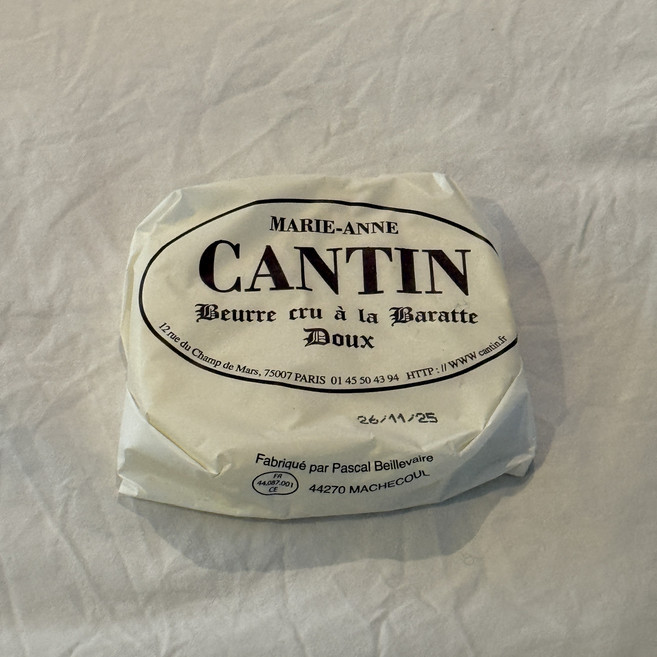 MARIE-ANNE
CANTIN
Beurre cru à la Baratte
Doux
12 rue du Champ de Mars, 75007 PARIS 01 45 50 43 94 HTTP : // WWW cantin.fr
26/11/25
Fabriqué par Pascal Beillevaire
FR
44.087.001
CE
44270 MACHECOUL